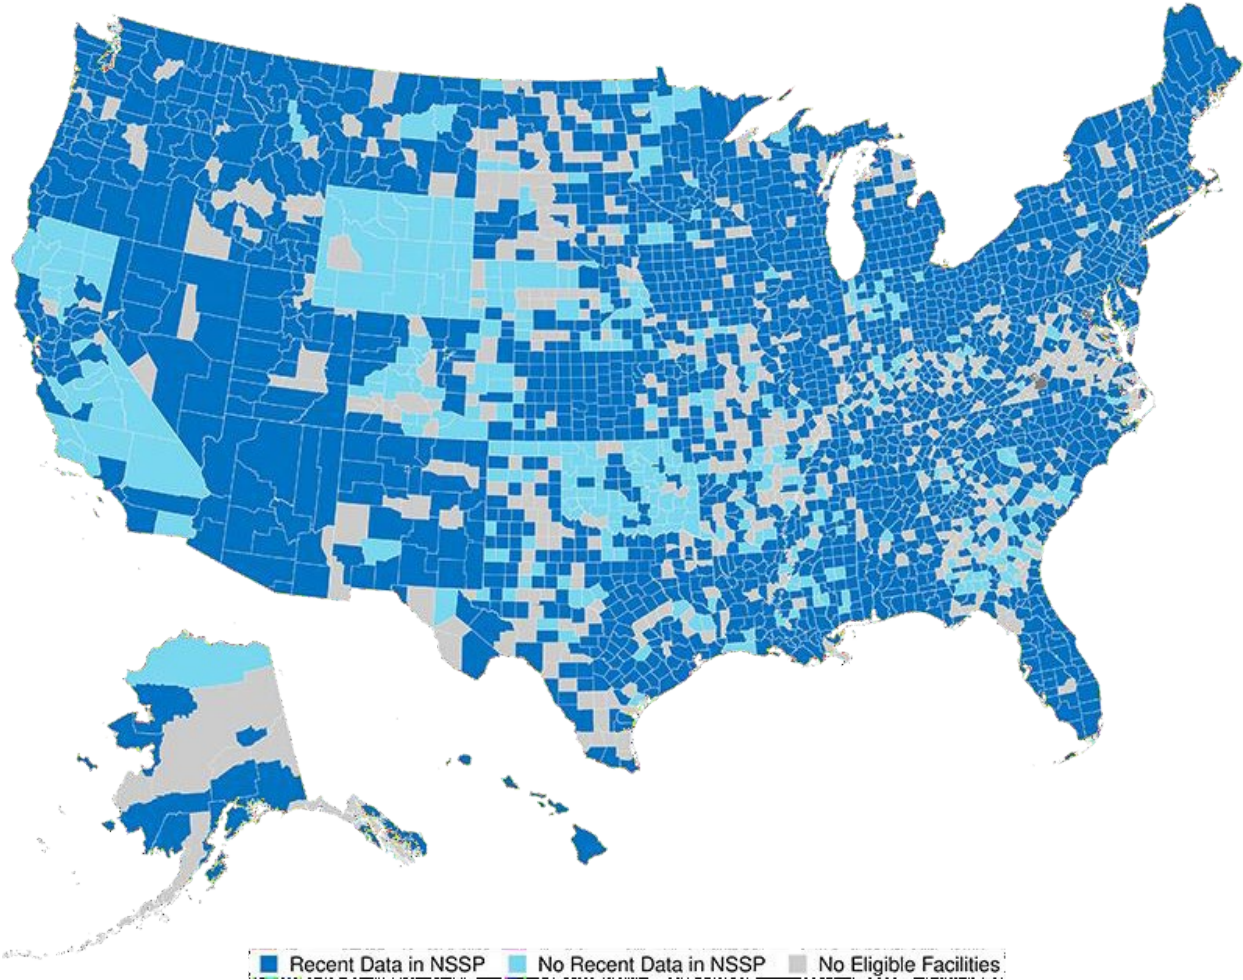 Recent Data in NSSP No Recent Data in NSSP No Eligible Facilities